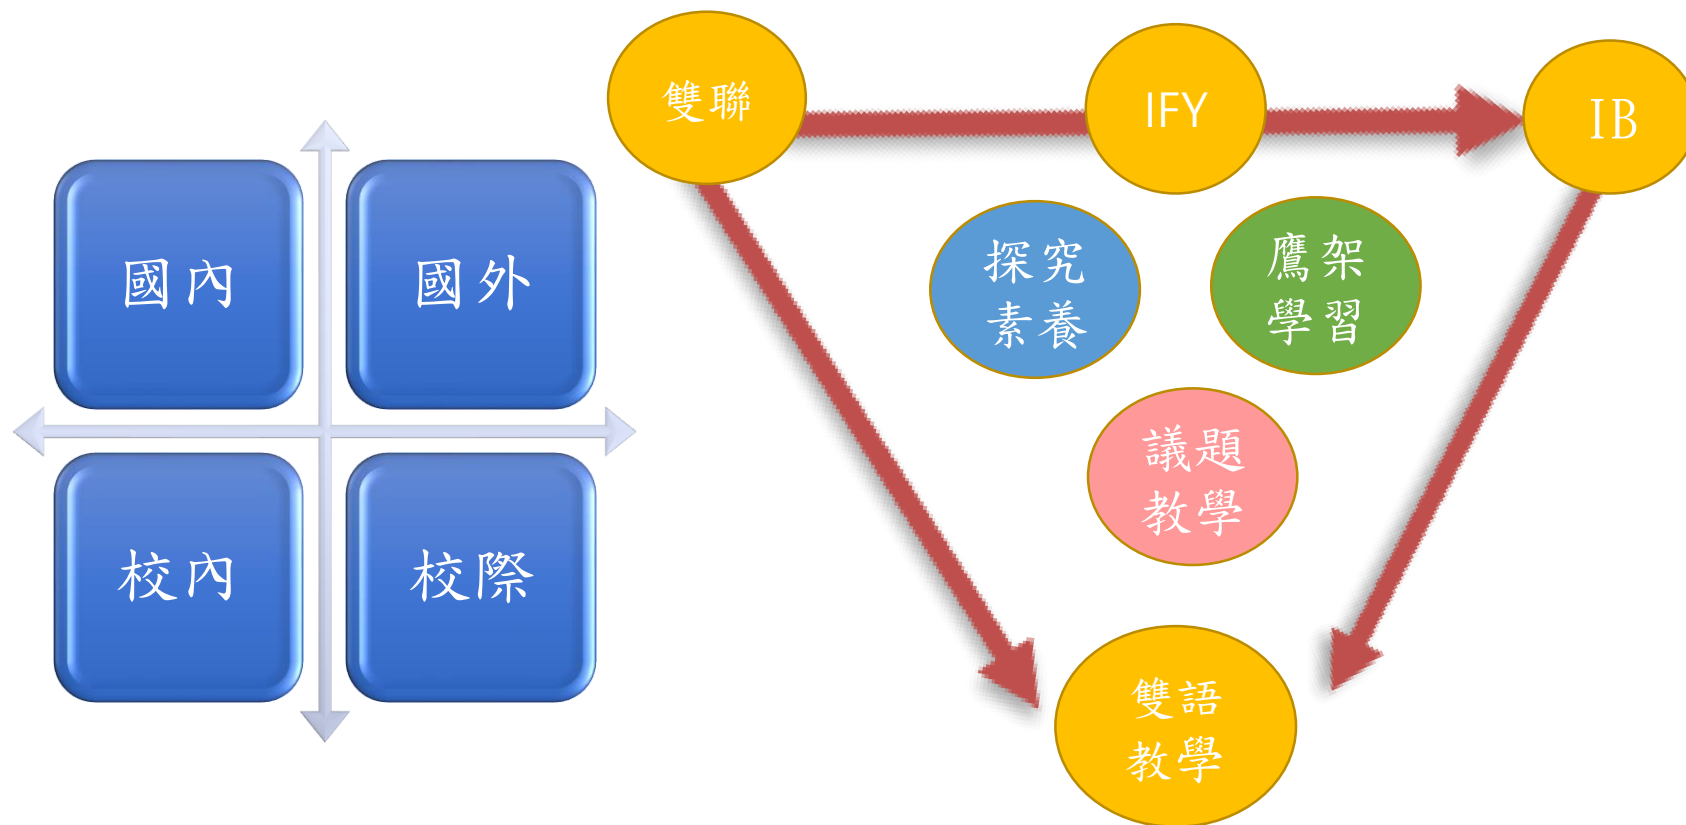 國內
國外
校內
校際
雙聯
IFY
IB
探究
素養
鷹架
學習
議題
教學
雙語
教學